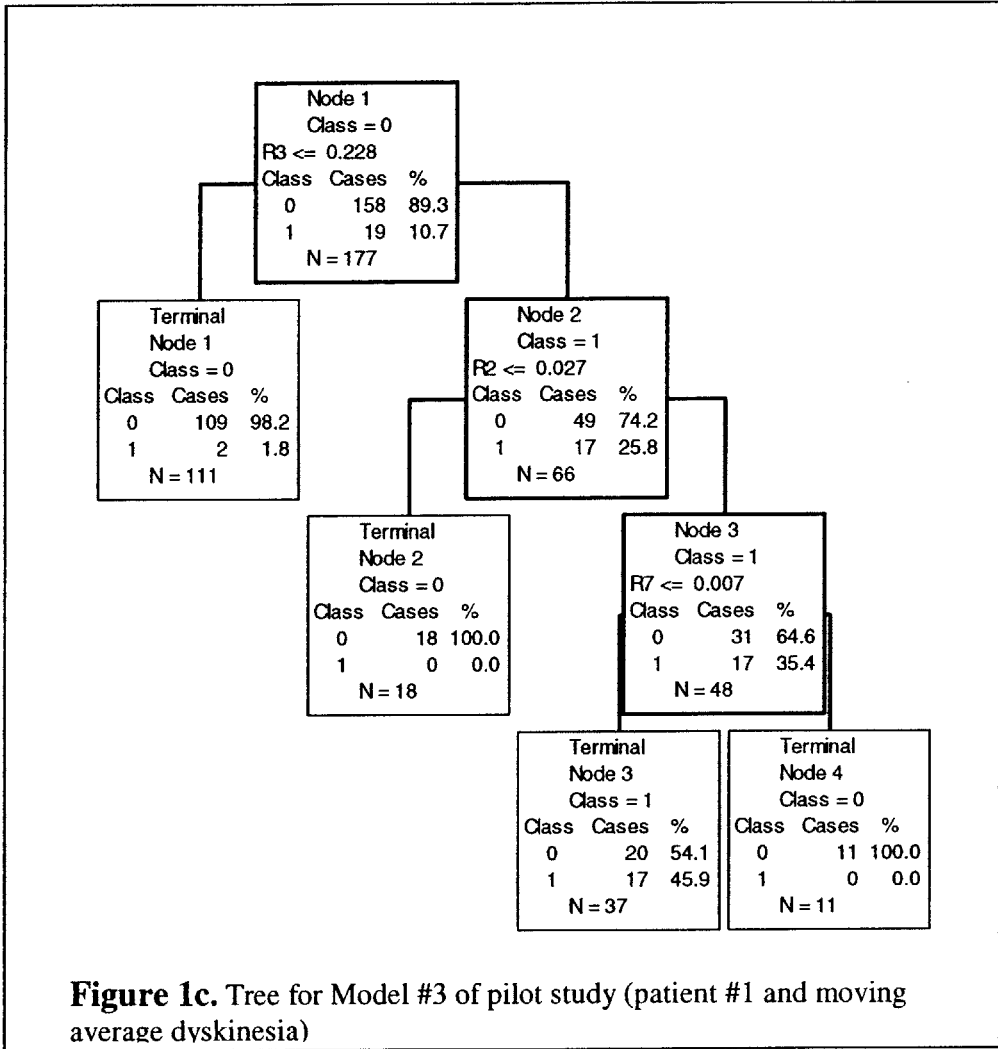 Node 1
Class = 0
R3 <= 0.228
Class Cases %
0 158 89.3
1 19 10.7
N = 177
Terminal
Node 1
Class = 0
Class Cases %
0 109 98.2
1 2 1.8
N = 111
Node 2
Class = 1
R2 <= 0.027
Class Cases %
0 49 74.2
1 17 25.8
N = 66
Terminal
Node 2
Class = 0
Class Cases %
0 18 100.0
1 0 0.0
N = 18
Node 3
Class = 1
R7 <= 0.007
Class Cases %
0 31 64.6
1 17 35.4
N = 48
Terminal
Node 3
Class = 1
Class Cases %
0 20 54.1
1 17 45.9
N = 37
Terminal
Node 4
Class = 0
Class Cases %
0 11 100.0
1 0 0.0
N = 11
Figure 1c. Tree for Model #3 of pilot study (patient #1 and moving
average dyskinesia)